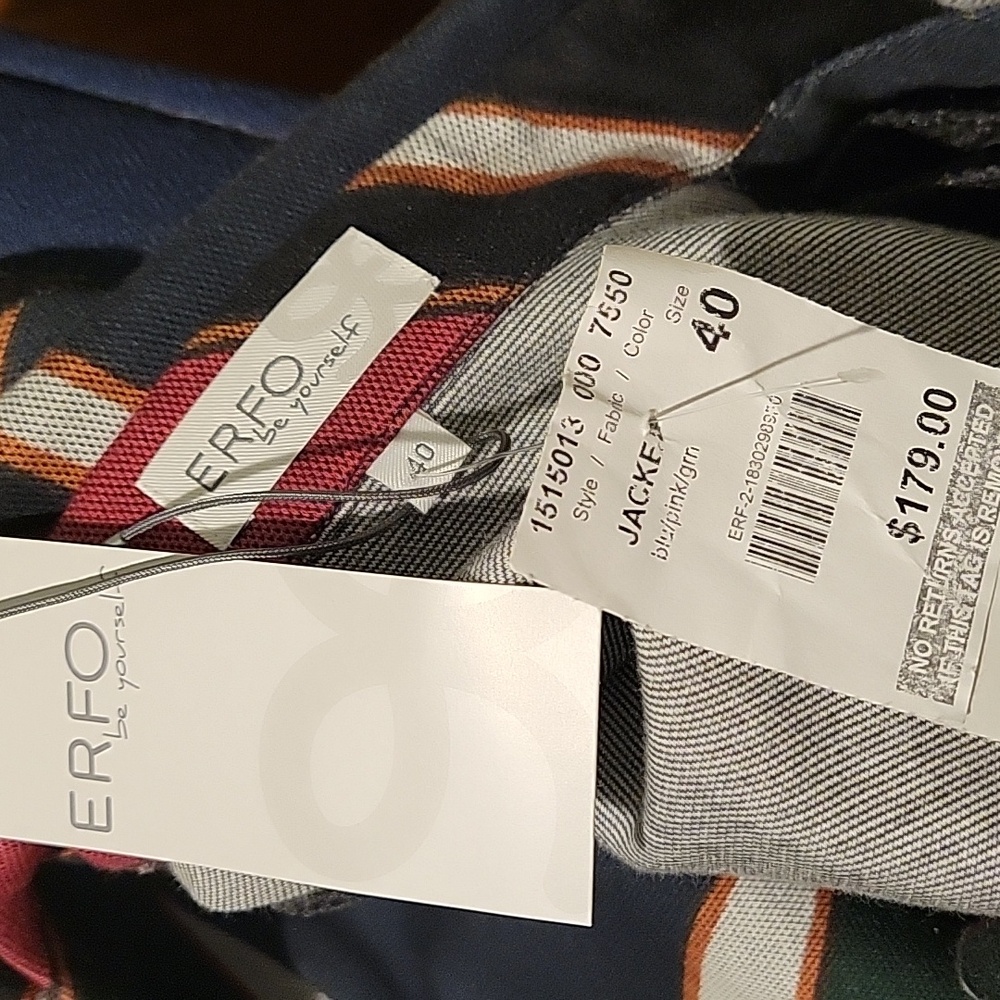 ERFO
be yourself
40
ERFO
be yourself
1515013 000 7550
Style / Fabric / Color
Size
JACKET
40
blu/pink/grn
$179.00
NO RETURNS ACCEPTED
IF THIS TAG IS